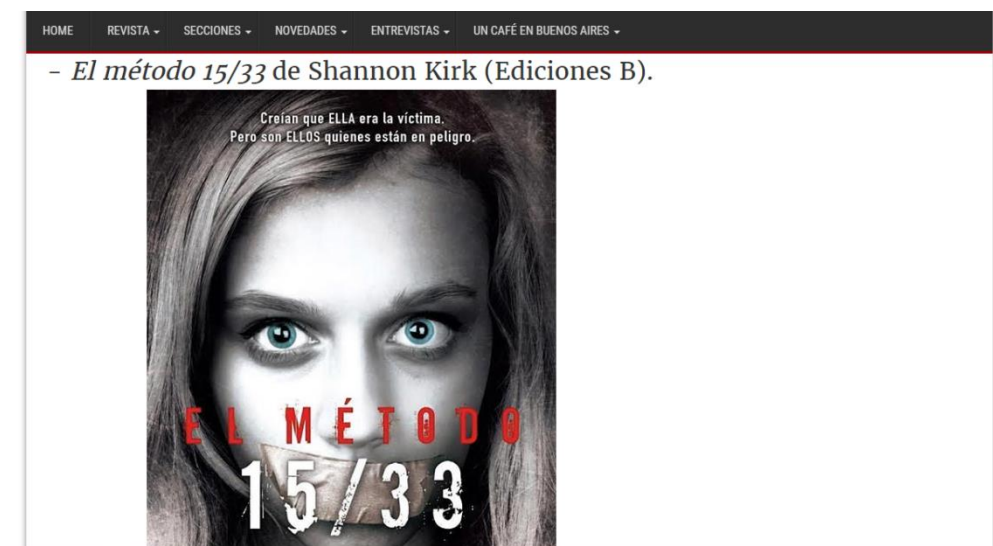 HOME REVISTA SECCIONES NOVEDADES ENTREVISTAS UN CAFÉ EN BUENOS AIRES
- El método 15/33 de Shannon Kirk (Ediciones B).
Creían que ELLA era la víctima.
Pero son ELLOS quienes están en peligro.
EL MÉTODO
15/33